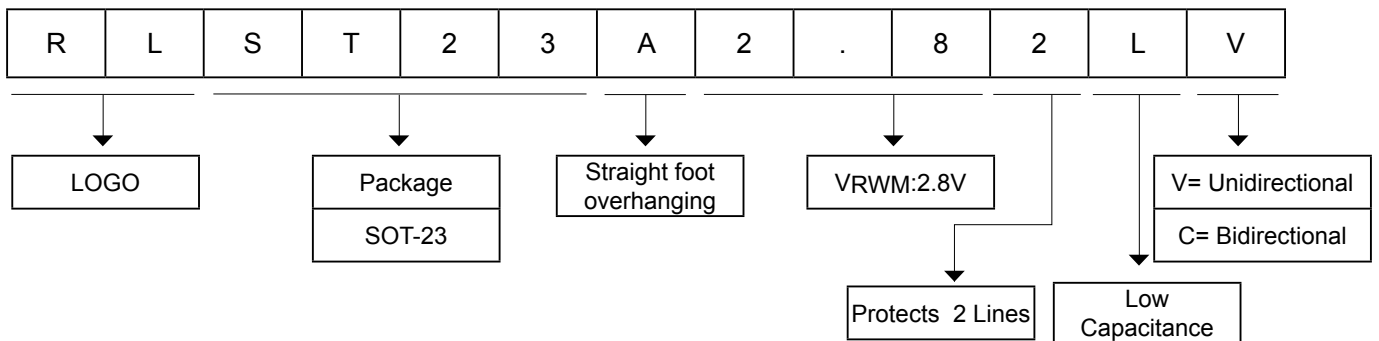 R L S T 2 3 A 2 . 8 2 L V
LOGO
Package
SOT-23
Straight foot
overhanging
VRWM:2.8V
V= Unidirectional
C= Bidirectional
Protects 2 Lines
Low
Capacitance